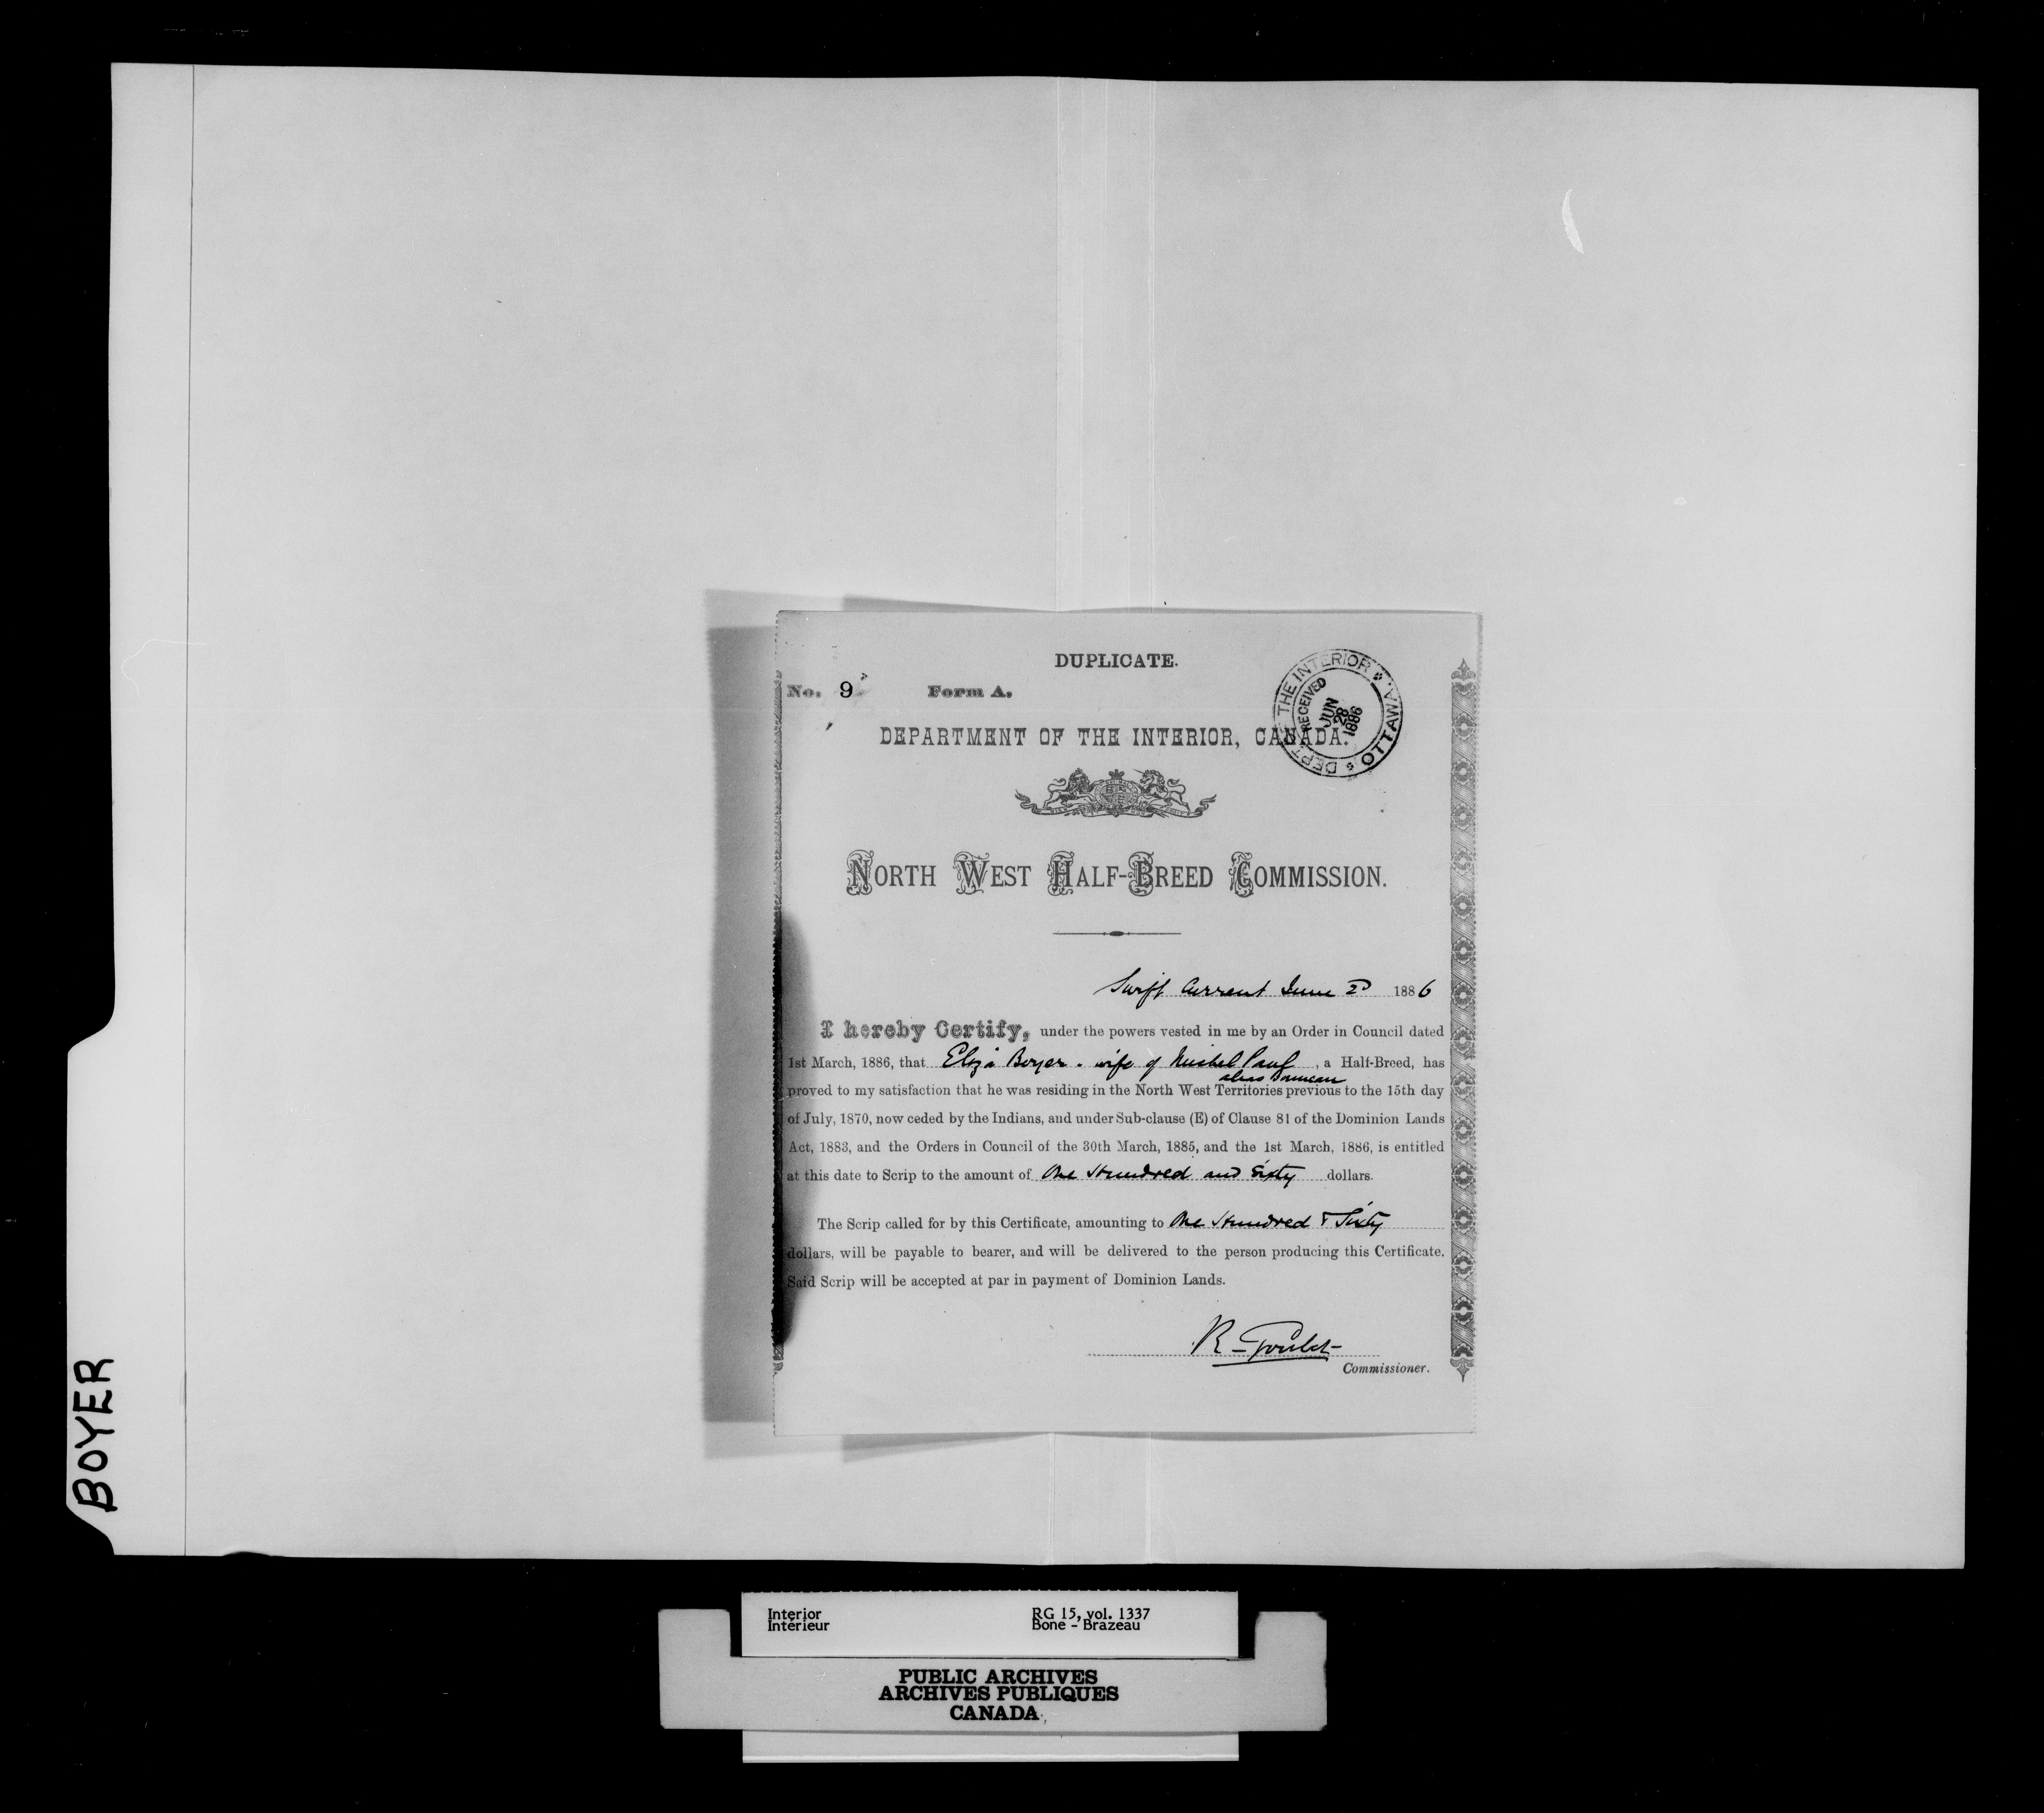 DUPLICATE.
No. 9 Form A.
DEPT. OF THE INTERIOR OTTAWA.
RECEIVED
JUN
28
1886
DEPARTMENT OF THE INTERIOR, CANADA.
NORTH WEST HALF-BREED COMMISSION.
Swift Current June 1886
I hereby Certify, under the powers vested in me by an Order in Council dated
1st March, 1886, that Eliza Boyer. wife of Michel Paul, a Half-Breed, has
alias
proved to my satisfaction that he was residing in the North West Territories previous to the 15th day
of July, 1870, now ceded by the Indians, and under Sub-clause (E) of Clause 81 of the Dominion Lands
Act, 1883, and the Orders in Council of the 30th March, 1885, and the 1st March, 1886, is entitled
at this date to Scrip to the amount of One Hundred and Sixty dollars.
The Scrip called for by this Certificate, amounting to One Hundred & Sixty
dollars, will be payable to bearer, and will be delivered to the person producing this Certificate.
Said Scrip will be accepted at par in payment of Dominion Lands.
R-Goulet-
Commissioner.
BOYER
Interior RG 15, vol. 1337
Intérieur Bone - Brazeau
PUBLIC ARCHIVES
ARCHIVES PUBLIQUES
CANADA